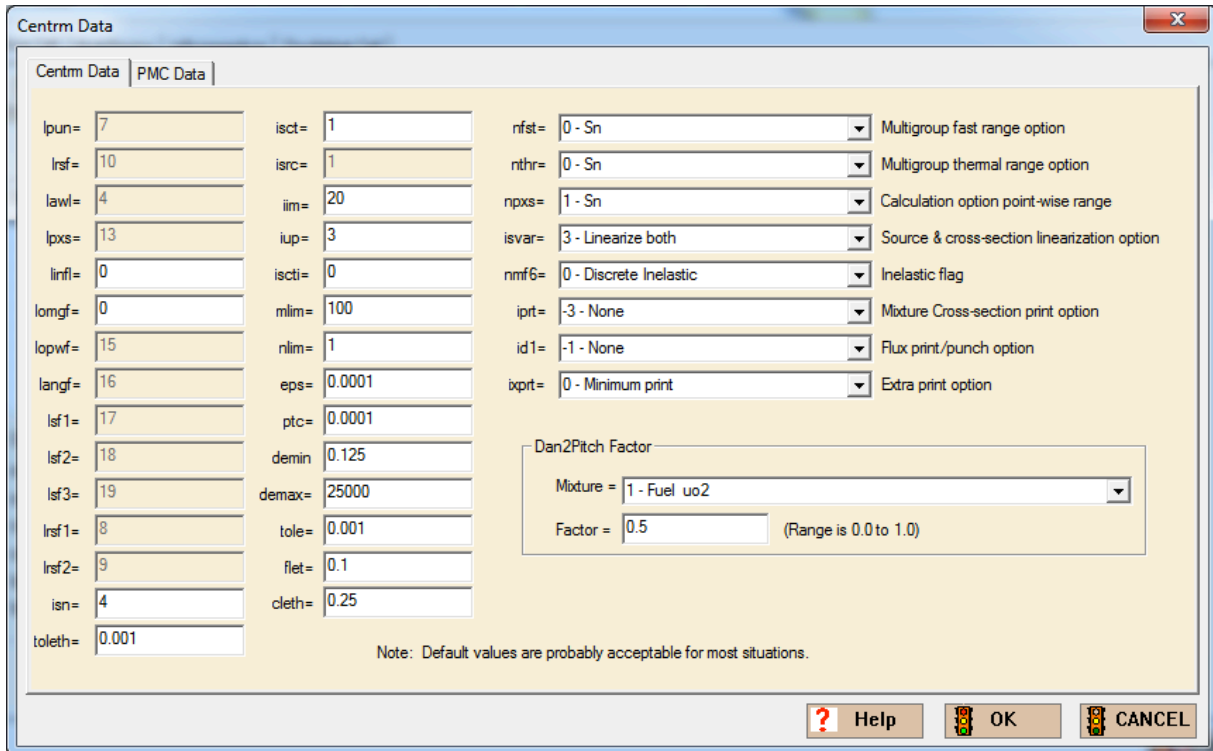 Centrm Data
Centrm Data PMC Data
lpun= 7 isct= 1 nfst= 0 - Sn Multigroup fast range option
lrsf= 10 isrc= 1 nthr= 0 - Sn Multigroup thermal range option
lawl= 4 iim= 20 npxs= 1 - Sn Calculation option point-wise range
lpxs= 13 iup= 3 isvar= 3 - Linearize both Source & cross-section linearization option
linfl= 0 iscti= 0 nmf6= 0 - Discrete Inelastic Inelastic flag
lomgf= 0 mlim= 100 iprt= -3 - None Mixture Cross-section print option
lopwf= 15 nlim= 1 id1= -1 - None Flux print/punch option
langf= 16 eps= 0.0001 ixprt= 0 - Minimum print Extra print option
lsf1= 17 ptc= 0.0001
lsf2= 18 demin 0.125 Dan2Pitch Factor
lsf3= 19 demax= 25000 Mixture = 1 - Fuel uo2
lrsf1= 8 tole= 0.001 Factor = 0.5 (Range is 0.0 to 1.0)
lrsf2= 9 flet= 0.1
isn= 4 cleth= 0.25
toleth= 0.001
Note: Default values are probably acceptable for most situations.
? Help OK CANCEL